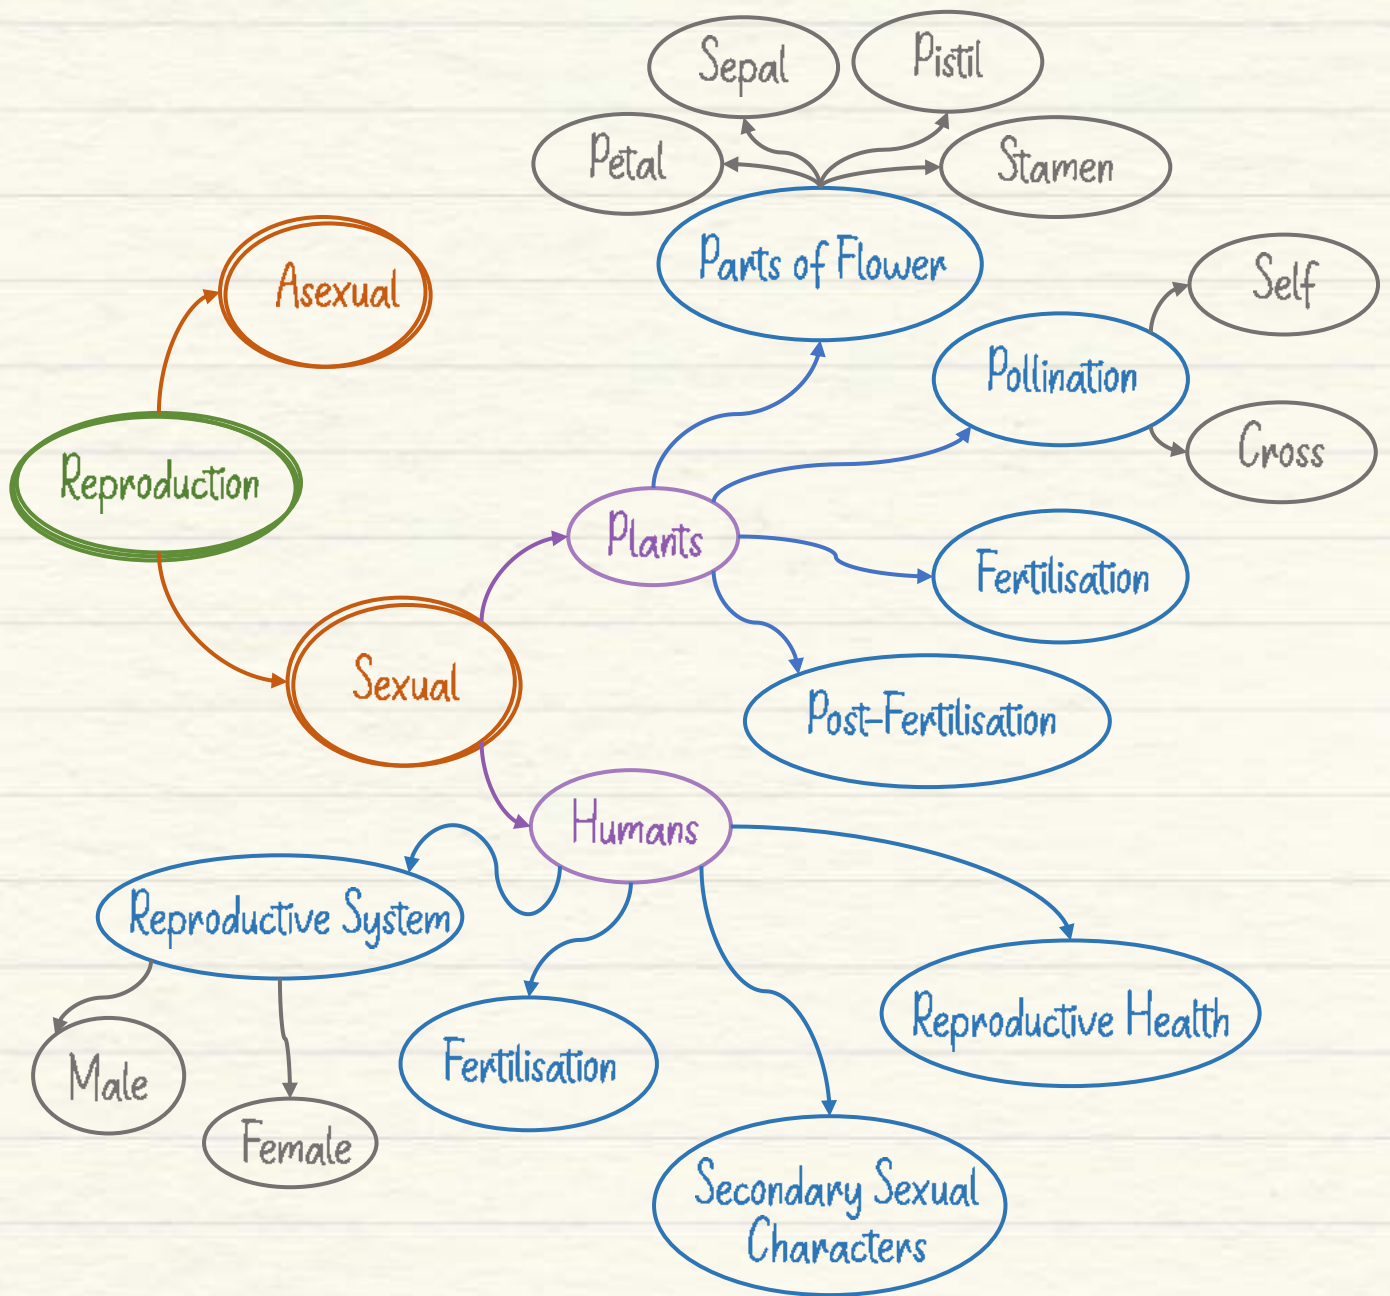 Sepal
Pistil
Petal
Stamen
Parts of Flower
Asexual
Self
Pollination
Cross
Reproduction
Plants
Fertilisation
Sexual
Post-Fertilisation
Humans
Reproductive System
Reproductive Health
Fertilisation
Male
Female
Secondary Sexual
Characters